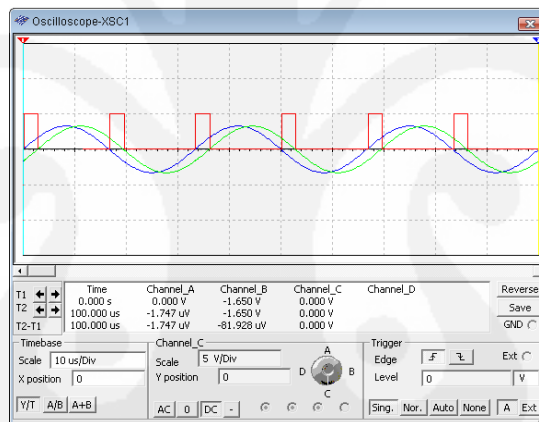 Oscilloscope-XSC1
Time Channel_A Channel_B Channel_C Channel_D
T1 0.000 s 0.000 V -1.650 V 0.000 V
T2 100.000 us -1.747 uV -1.650 V 0.000 V
T2-T1 100.000 us -1.747 uV -81.928 uV 0.000 V
Reverse
Save
GND
Timebase
Scale 10 us/Div
X position 0
Y/T A/B A+B
Channel_C
Scale 5 V/Div
Y position 0
AC 0 DC -
A
D B
C
Trigger
Edge Ext
Level 0 V
Sing. Nor. Auto None A Ext